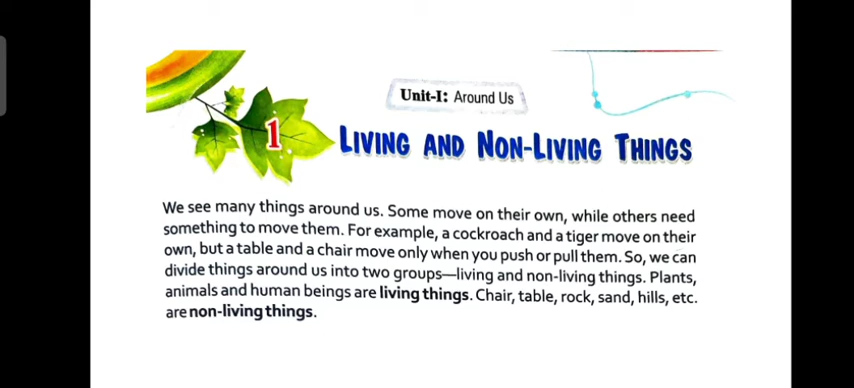 Unit-I: Around Us
1
LIVING AND NON-LIVING THINGS
We see many things around us. Some move on their own, while others need
something to move them. For example, a cockroach and a tiger move on their
own, but a table and a chair move only when you push or pull them. So, we can
divide things around us into two groups—living and non-living things. Plants,
animals and human beings are living things. Chair, table, rock, sand, hills, etc.
are non-living things.